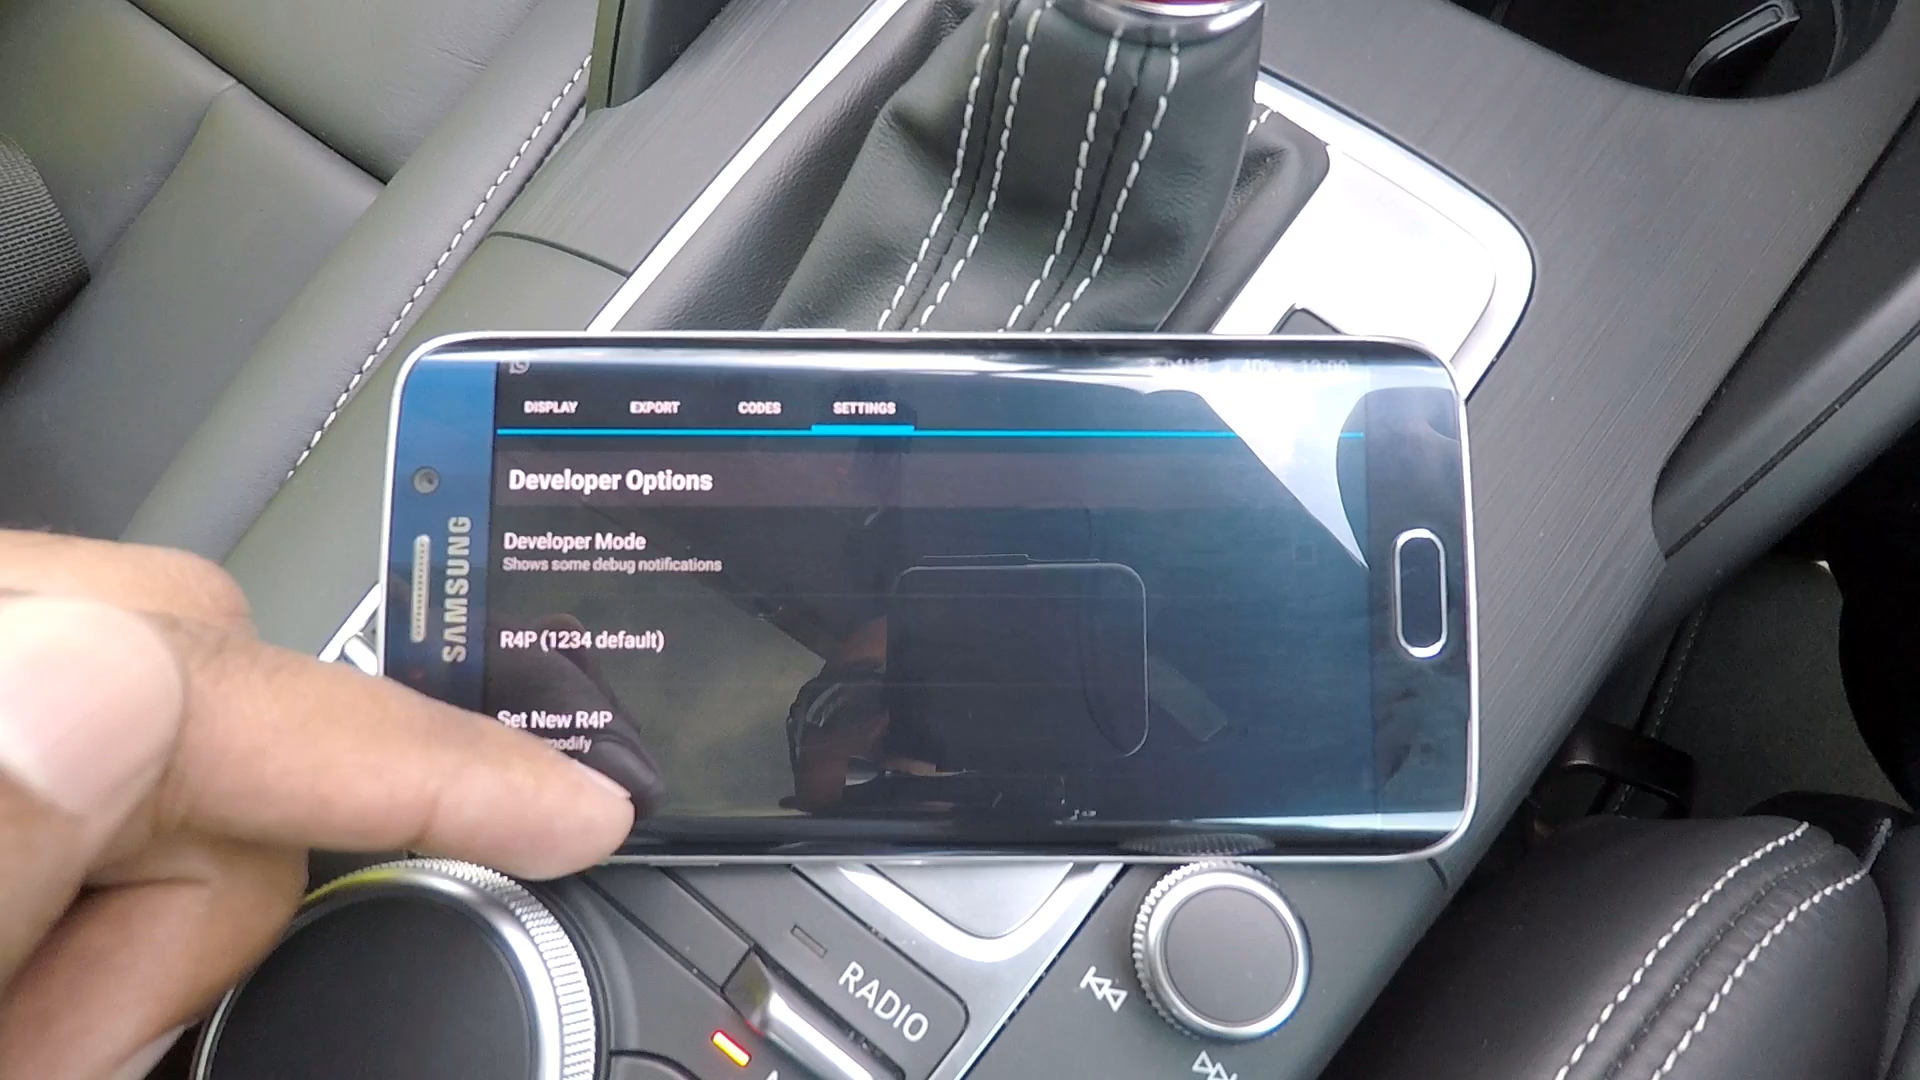 DISPLAY EXPORT CODES SETTINGS
Developer Options
Developer Mode
Shows some debug notifications
R4P (1234 default)
Set New R4P
modify
SAMSUNG
RADIO